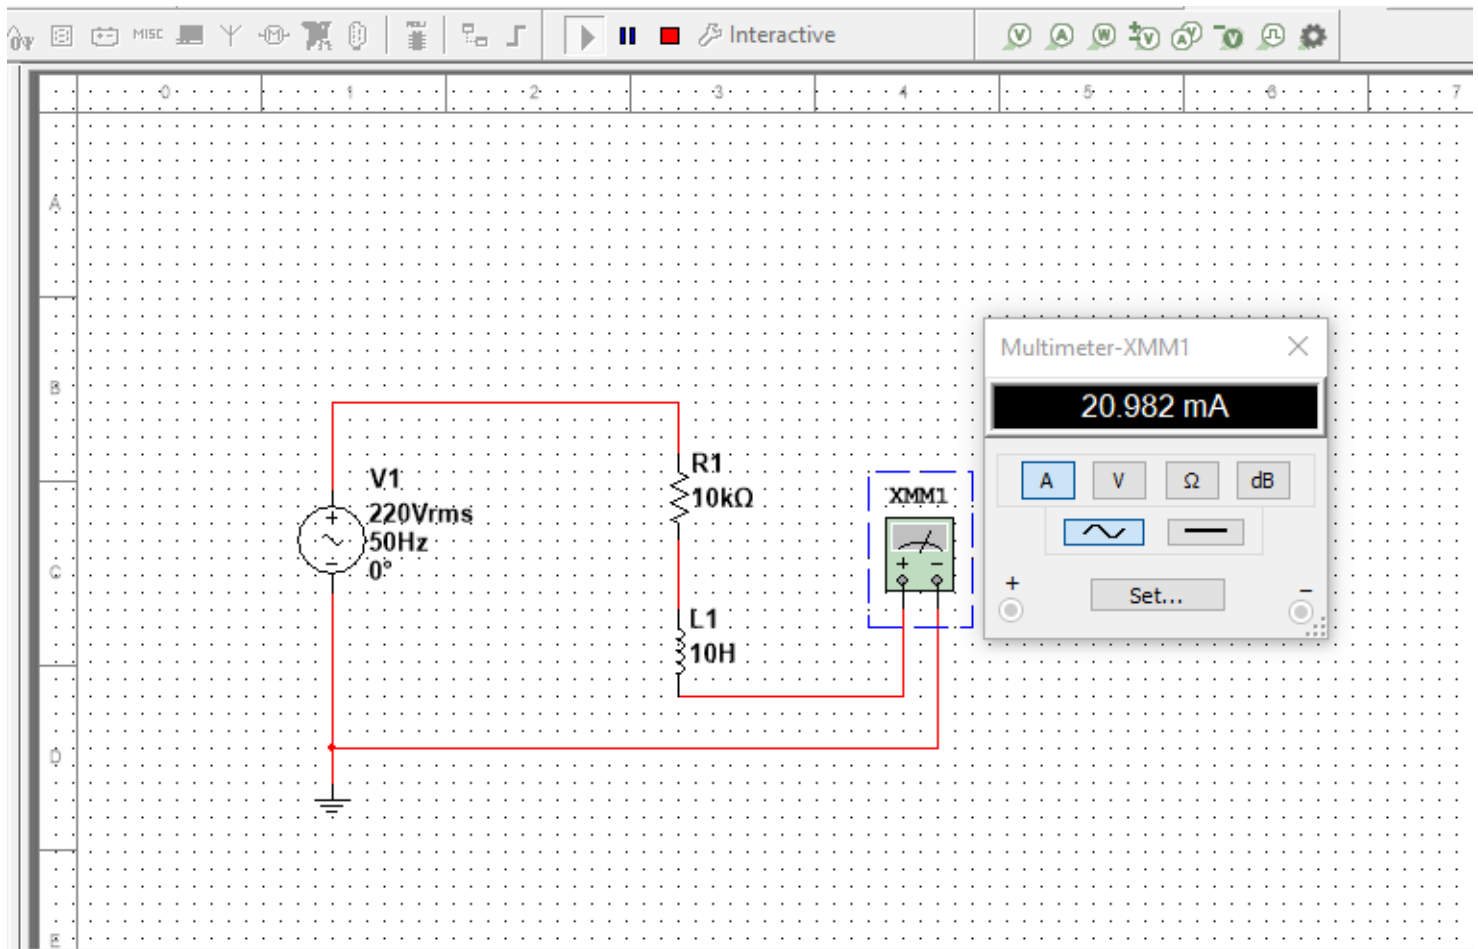 MISC
Interactive
V
A
W
V
A V
V
0 1 2 3 4 5 6 7
A
B
C
D
E
Multimeter-XMM1
20.982 mA
A V Ω dB
+ −
Set...
V1
220Vrms
50Hz
0°
+
−
R1
10kΩ
XMM1
+ −
L1
10H